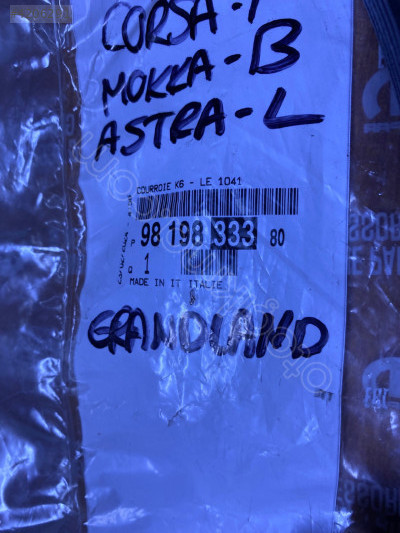 CORSA-F
MOKKA-B
ASTRA-L
COURROIE K6 - LE 1041
P 98 198 333 80
Q 1
MADE IN IT ITALIE
GRANDLAND